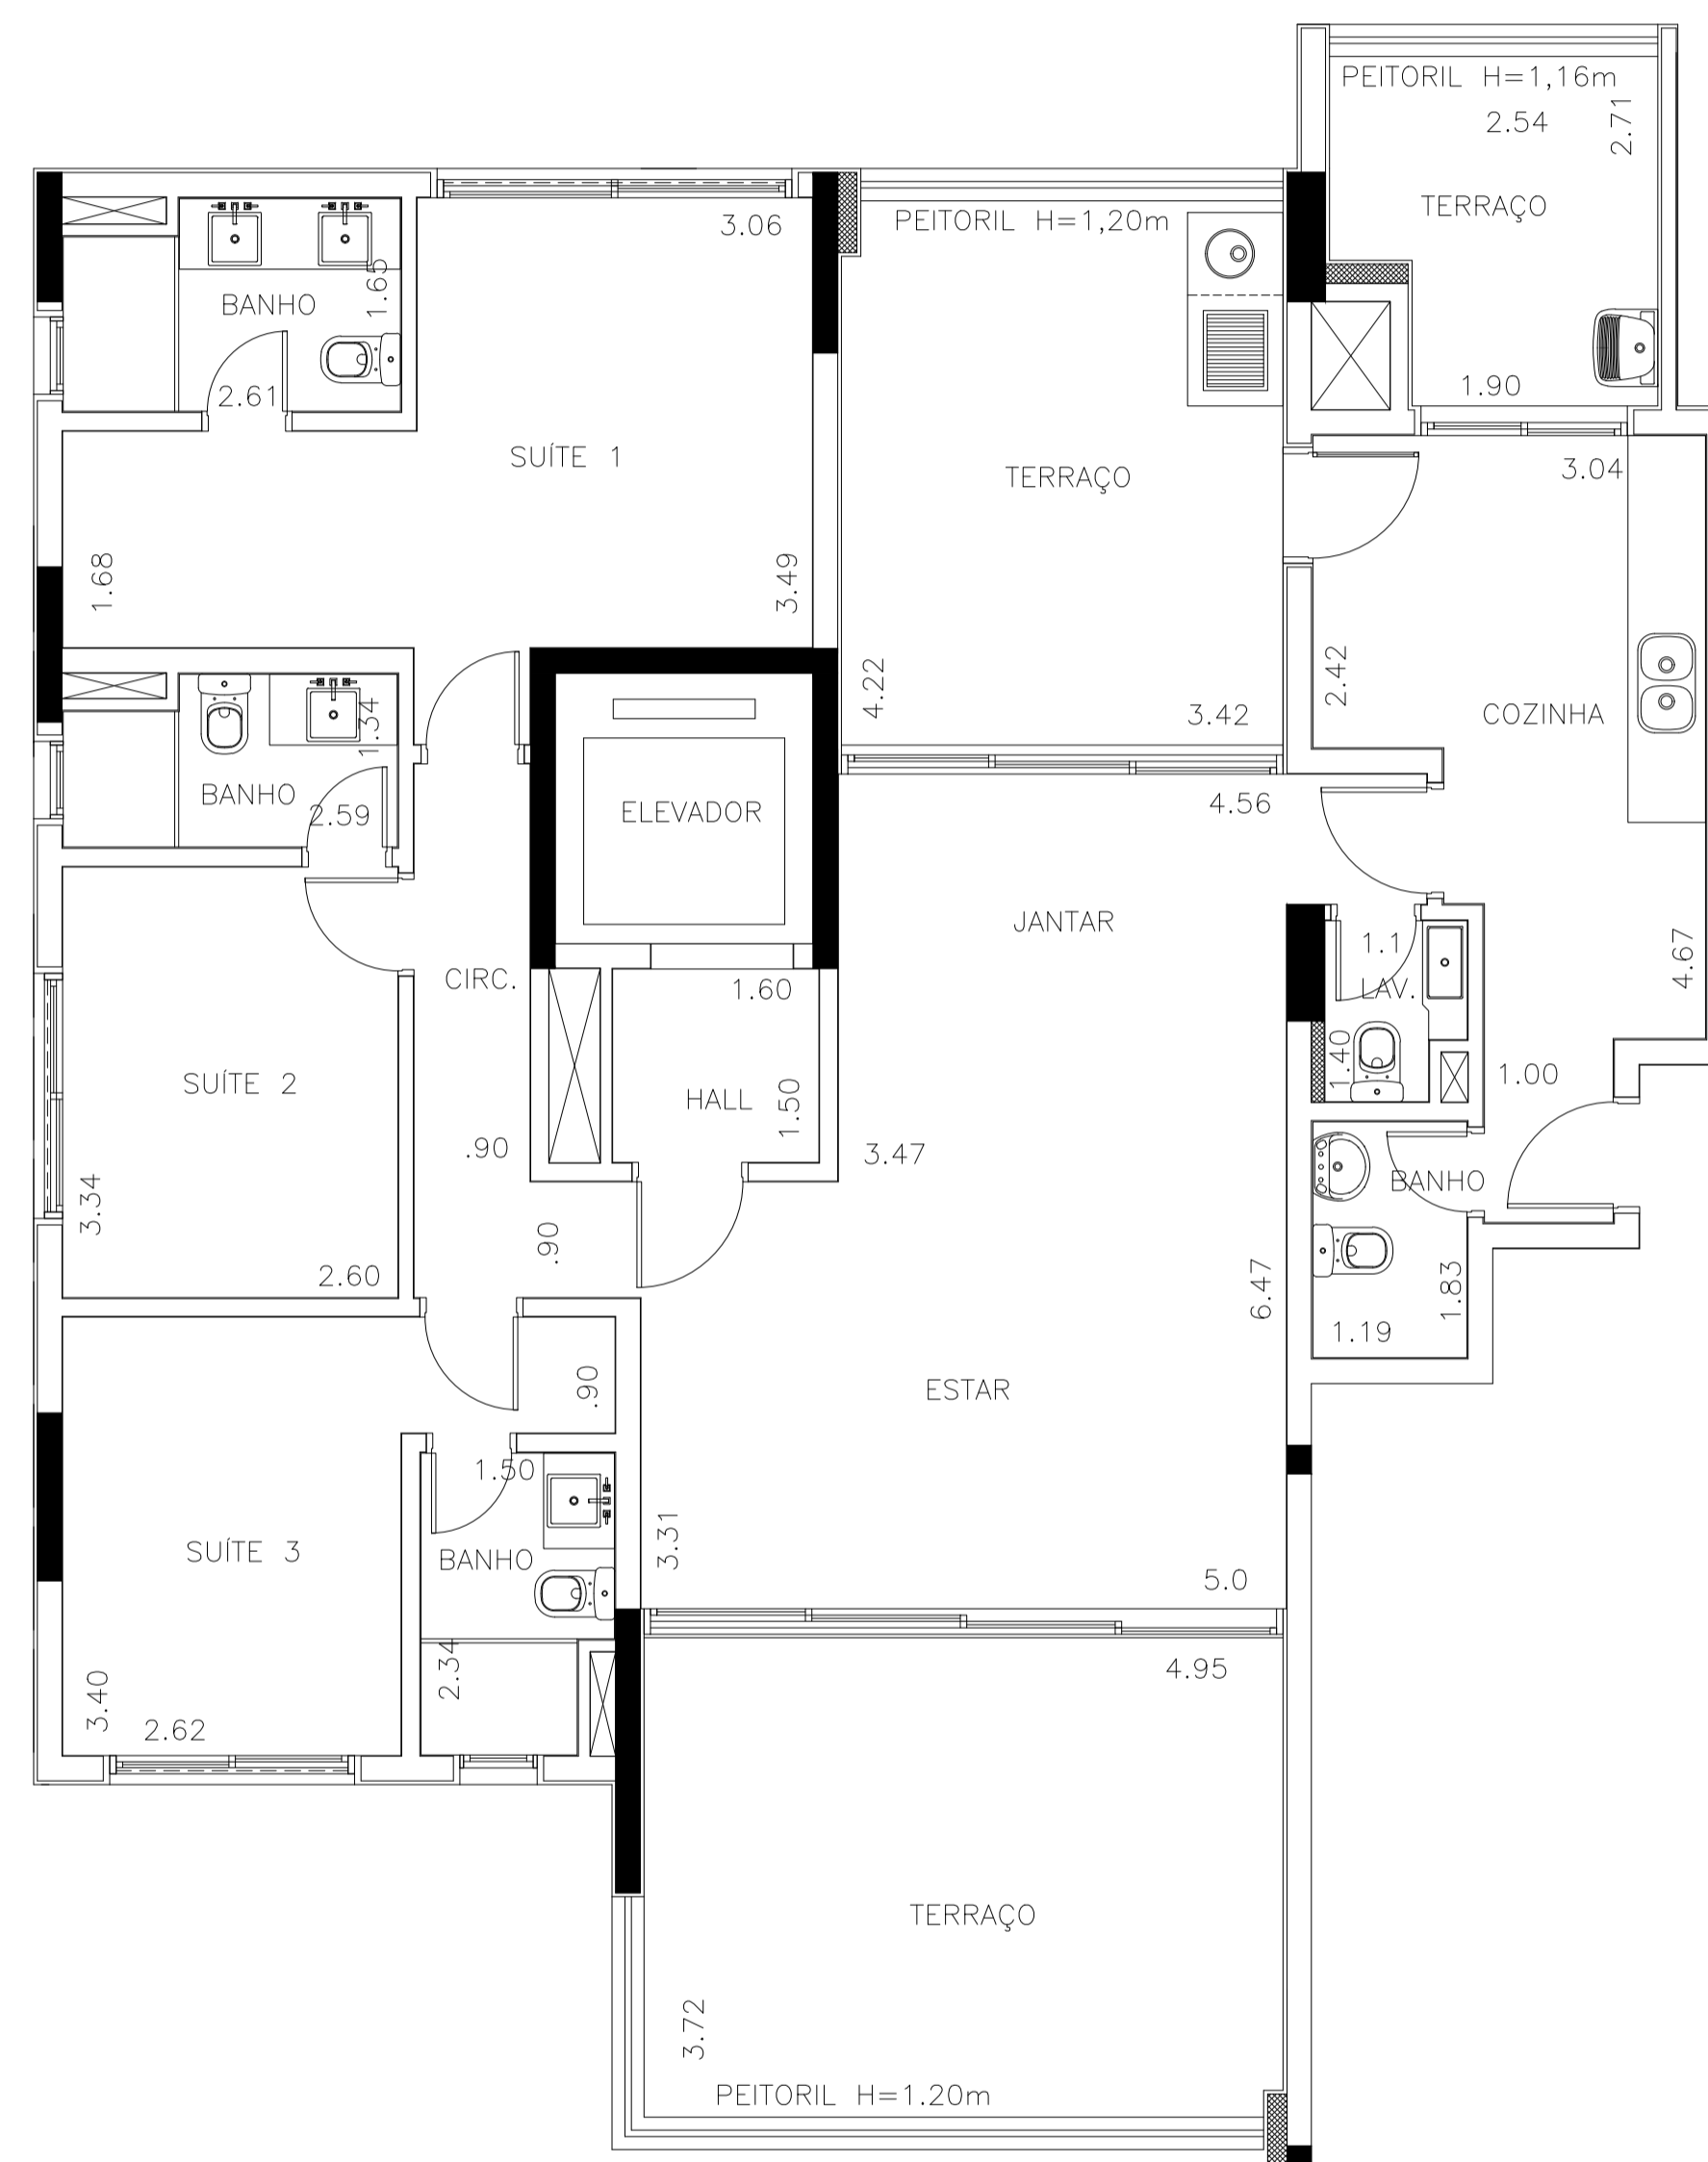 PEITORIL H=1,16m
2.54
2.71
TERRAÇO
1.90
3.06
PEITORIL H=1,20m
BANHO
1.65
2.61
SUÍTE 1
TERRAÇO
3.04
1.68
3.49
4.22
3.42
2.42
COZINHA
1.34
BANHO
2.59
ELEVADOR
4.56
JANTAR
1.1
LAV.
4.67
CIRC.
1.60
1.40
1.00
SUÍTE 2
HALL
1.50
.90
3.47
BANHO
3.34
.90
2.60
6.47
1.83
1.19
.90
ESTAR
1.50
SUÍTE 3
BANHO
3.31
5.0
2.34
4.95
3.40
2.62
TERRAÇO
3.72
PEITORIL H=1.20m